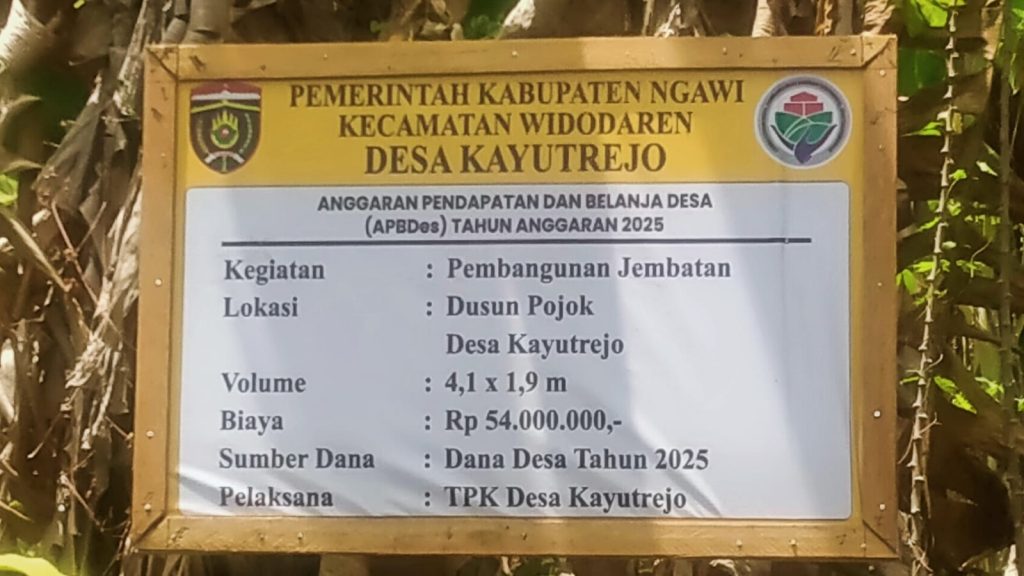 PEMERINTAH KABUPATEN NGAWI
KECAMATAN WIDODAREN
DESA KAYUTREJO
ANGGARAN PENDAPATAN DAN BELANJA DESA
(APBDes) TAHUN ANGGARAN 2025
Kegiatan : Pembangunan Jembatan
Lokasi : Dusun Pojok
Desa Kayutrejo
Volume : 4,1 x 1,9 m
Biaya : Rp 54.000.000,-
Sumber Dana : Dana Desa Tahun 2025
Pelaksana : TPK Desa Kayutrejo